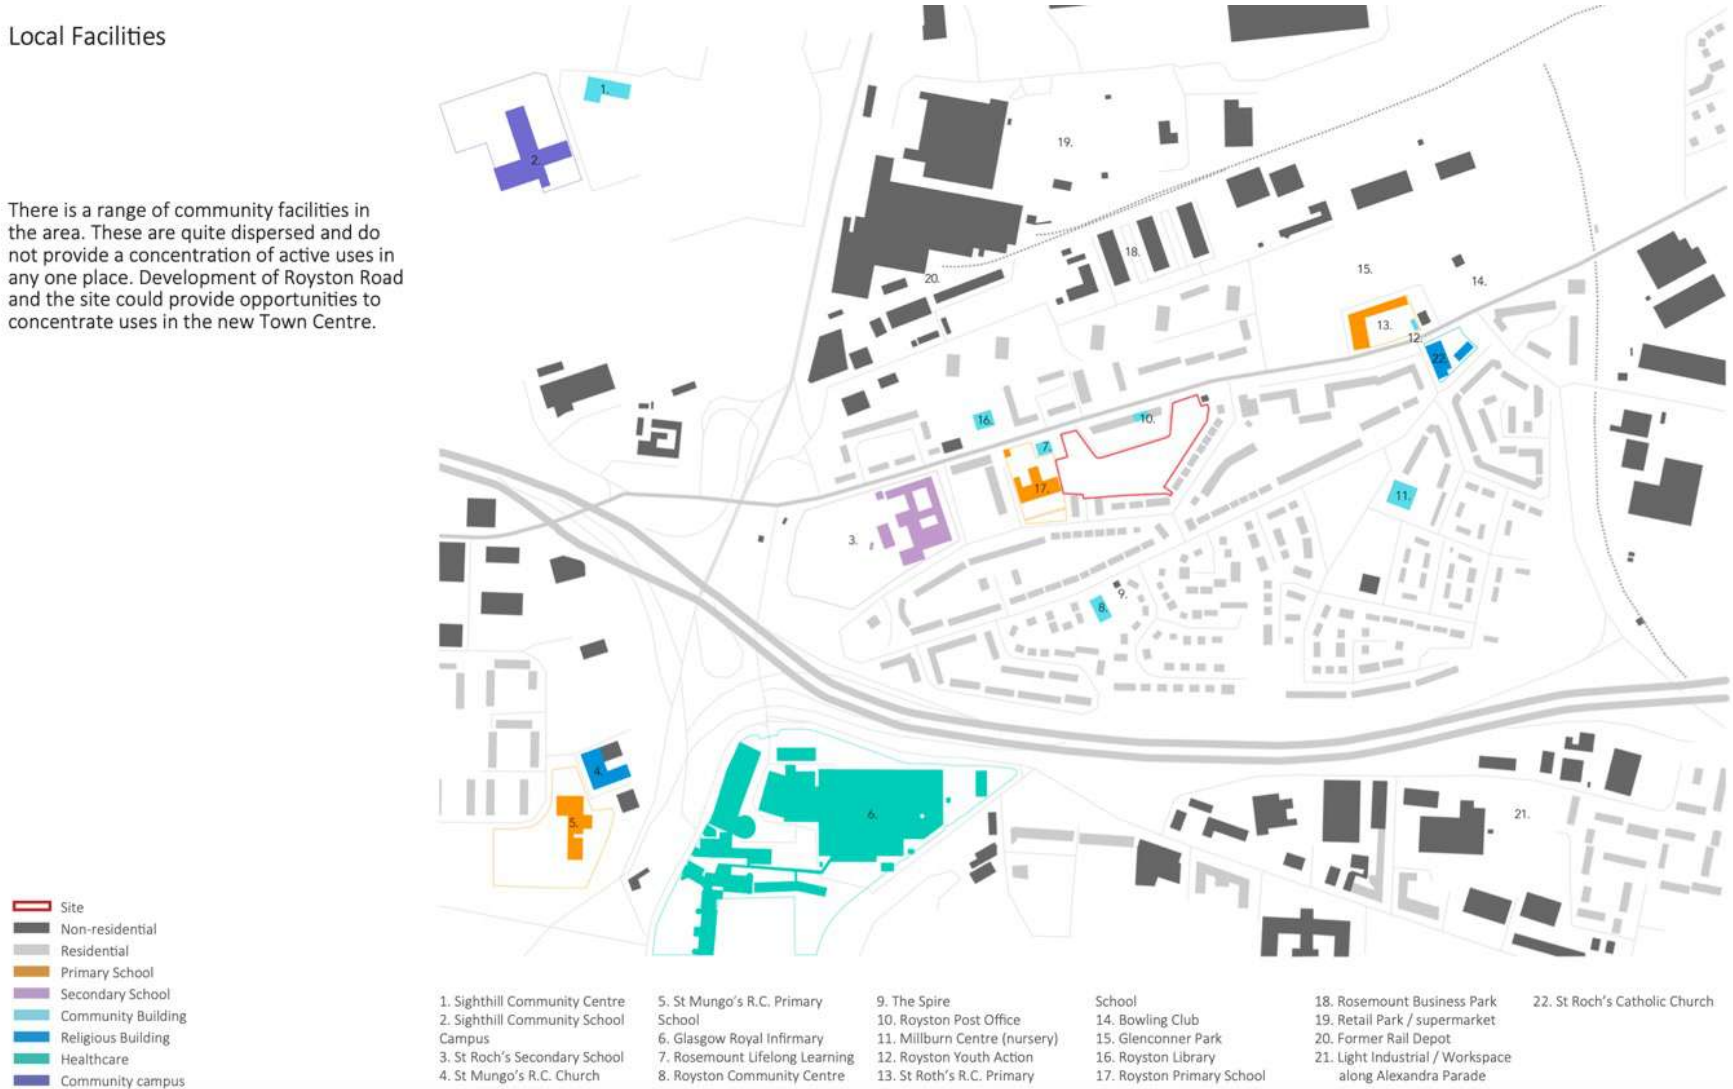 Local Facilities
There is a range of community facilities in
the area. These are quite dispersed and do
not provide a concentration of active uses in
any one place. Development of Royston Road
and the site could provide opportunities to
concentrate uses in the new Town Centre.
1.
2.
19.
18.
20.
15.
14.
13.
12.
22.
16.
10.
7.
17.
11.
3.
9.
8.
4.
5.
6.
21.
Site
Non-residential
Residential
Primary School
Secondary School
Community Building
Religious Building
Healthcare
Community campus
1. Sighthill Community Centre
2. Sighthill Community School
Campus
3. St Roch's Secondary School
4. St Mungo's R.C. Church
5. St Mungo's R.C. Primary
School
6. Glasgow Royal Infirmary
7. Rosemount Lifelong Learning
8. Royston Community Centre
9. The Spire
10. Royston Post Office
11. Millburn Centre (nursery)
12. Royston Youth Action
13. St Roth's R.C. Primary
School
14. Bowling Club
15. Glenconner Park
16. Royston Library
17. Royston Primary School
18. Rosemount Business Park
19. Retail Park / supermarket
20. Former Rail Depot
21. Light Industrial / Workspace
along Alexandra Parade
22. St Roch's Catholic Church